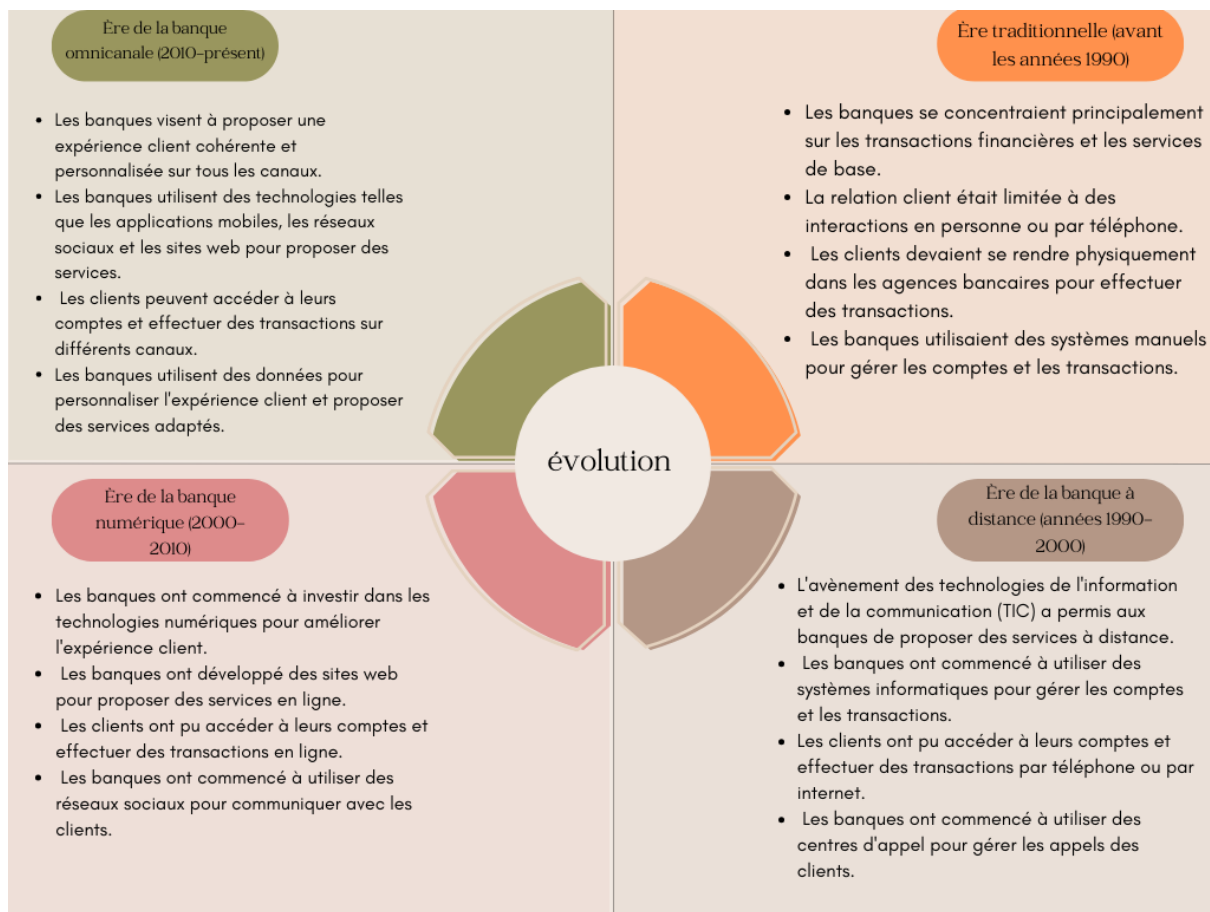 Ère de la banque
omnicanale (2010-présent)
• Les banques visent à proposer une
expérience client cohérente et
personnalisée sur tous les canaux.
• Les banques utilisent des technologies telles
que les applications mobiles, les réseaux
sociaux et les sites web pour proposer des
services.
• Les clients peuvent accéder à leurs
comptes et effectuer des transactions sur
différents canaux.
• Les banques utilisent des données pour
personnaliser l'expérience client et proposer
des services adaptés.
Ère traditionnelle (avant
les années 1990)
• Les banques se concentraient principalement
sur les transactions financières et les services
de base.
• La relation client était limitée à des
interactions en personne ou par téléphone.
• Les clients devaient se rendre physiquement
dans les agences bancaires pour effectuer
des transactions.
• Les banques utilisaient des systèmes manuels
pour gérer les comptes et les transactions.
évolution
Ère de la banque
numérique (2000-
2010)
• Les banques ont commencé à investir dans les
technologies numériques pour améliorer
l'expérience client.
• Les banques ont développé des sites web
pour proposer des services en ligne.
• Les clients ont pu accéder à leurs comptes et
effectuer des transactions en ligne.
• Les banques ont commencé à utiliser des
réseaux sociaux pour communiquer avec les
clients.
Ère de la banque à
distance (années 1990-
2000)
• L'avènement des technologies de l'information
et de la communication (TIC) a permis aux
banques de proposer des services à distance.
• Les banques ont commencé à utiliser des
systèmes informatiques pour gérer les comptes
et les transactions.
• Les clients ont pu accéder à leurs comptes et
effectuer des transactions par téléphone ou par
internet.
• Les banques ont commencé à utiliser des
centres d'appel pour gérer les appels des
clients.